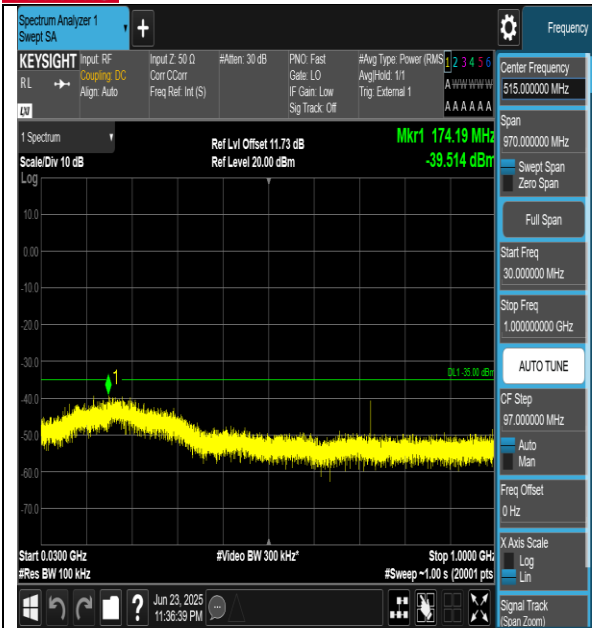 Spectrum Analyzer 1
Swept SA
Frequency
KEYSIGHT
RL
LXI
Input: RF
Coupling: DC
Align: Auto
Input Z: 50 Ω
Corr CCorr
Freq Ref: Int (S)
#Atten: 30 dB
PNO: Fast
Gate: LO
IF Gain: Low
Sig Track: Off
#Avg Type: Power (RMS
Avg|Hold: 1/1
Trig: External 1
1 2 3 4 5 6
A W W W W W
A A A A A A
1 Spectrum
Scale/Div 10 dB
Ref Lvl Offset 11.73 dB
Ref Level 20.00 dBm
Mkr1 174.19 MHz
-39.514 dBm
Log
10.0
0.00
-10.0
-20.0
-30.0
-40.0
-50.0
-60.0
-70.0
DL1 -35.00 dBm
1
Start 0.0300 GHz
#Res BW 100 kHz
#Video BW 300 kHz*
Stop 1.0000 GHz
#Sweep ~1.00 s (20001 pts
Jun 23, 2025
11:36:39 PM
Center Frequency
515.000000 MHz
Span
970.000000 MHz
Swept Span
Zero Span
Full Span
Start Freq
30.000000 MHz
Stop Freq
1.000000000 GHz
AUTO TUNE
CF Step
97.000000 MHz
Auto
Man
Freq Offset
0 Hz
X Axis Scale
Log
Lin
Signal Track
(Span Zoom)